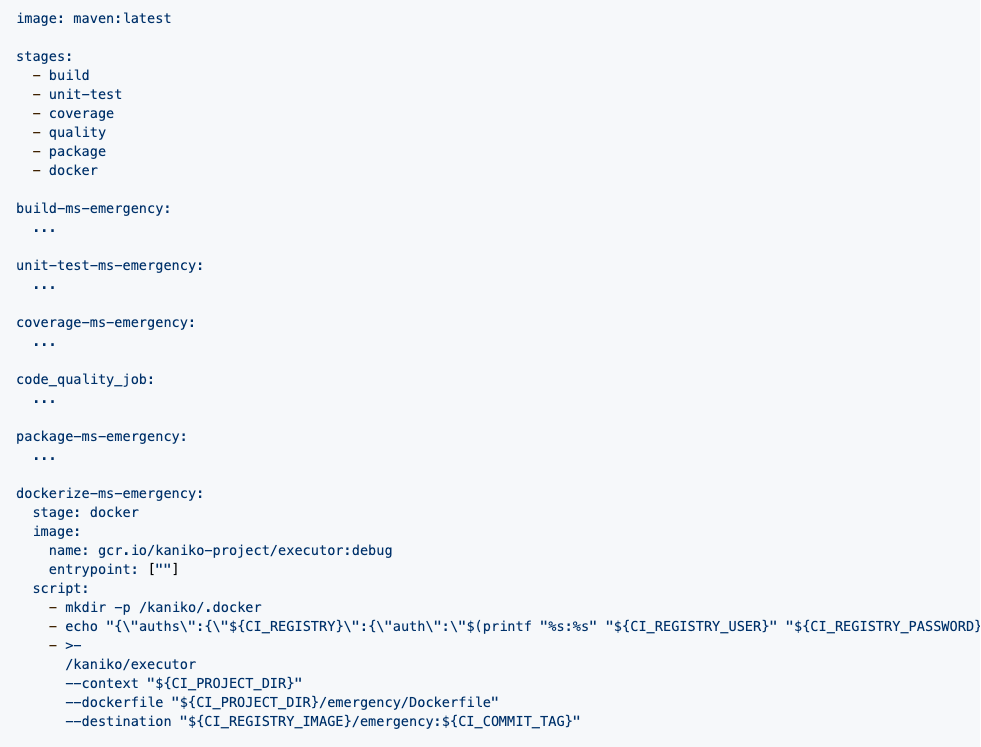 image: maven:latest

stages:
  - build
  - unit-test
  - coverage
  - quality
  - package
  - docker

build-ms-emergency:
  ...

unit-test-ms-emergency:
  ...

coverage-ms-emergency:
  ...

code_quality_job:
  ...

package-ms-emergency:
  ...

dockerize-ms-emergency:
  stage: docker
  image:
    name: gcr.io/kaniko-project/executor:debug
    entrypoint: [""]
  script:
    - mkdir -p /kaniko/.docker
    - echo "{\"auths\":{\"${CI_REGISTRY}\":{\"auth\":\"$(printf "%s:%s" "${CI_REGISTRY_USER}" "${CI_REGISTRY_PASSWORD}
    - >-
      /kaniko/executor
      --context "${CI_PROJECT_DIR}"
      --dockerfile "${CI_PROJECT_DIR}/emergency/Dockerfile"
      --destination "${CI_REGISTRY_IMAGE}/emergency:${CI_COMMIT_TAG}"